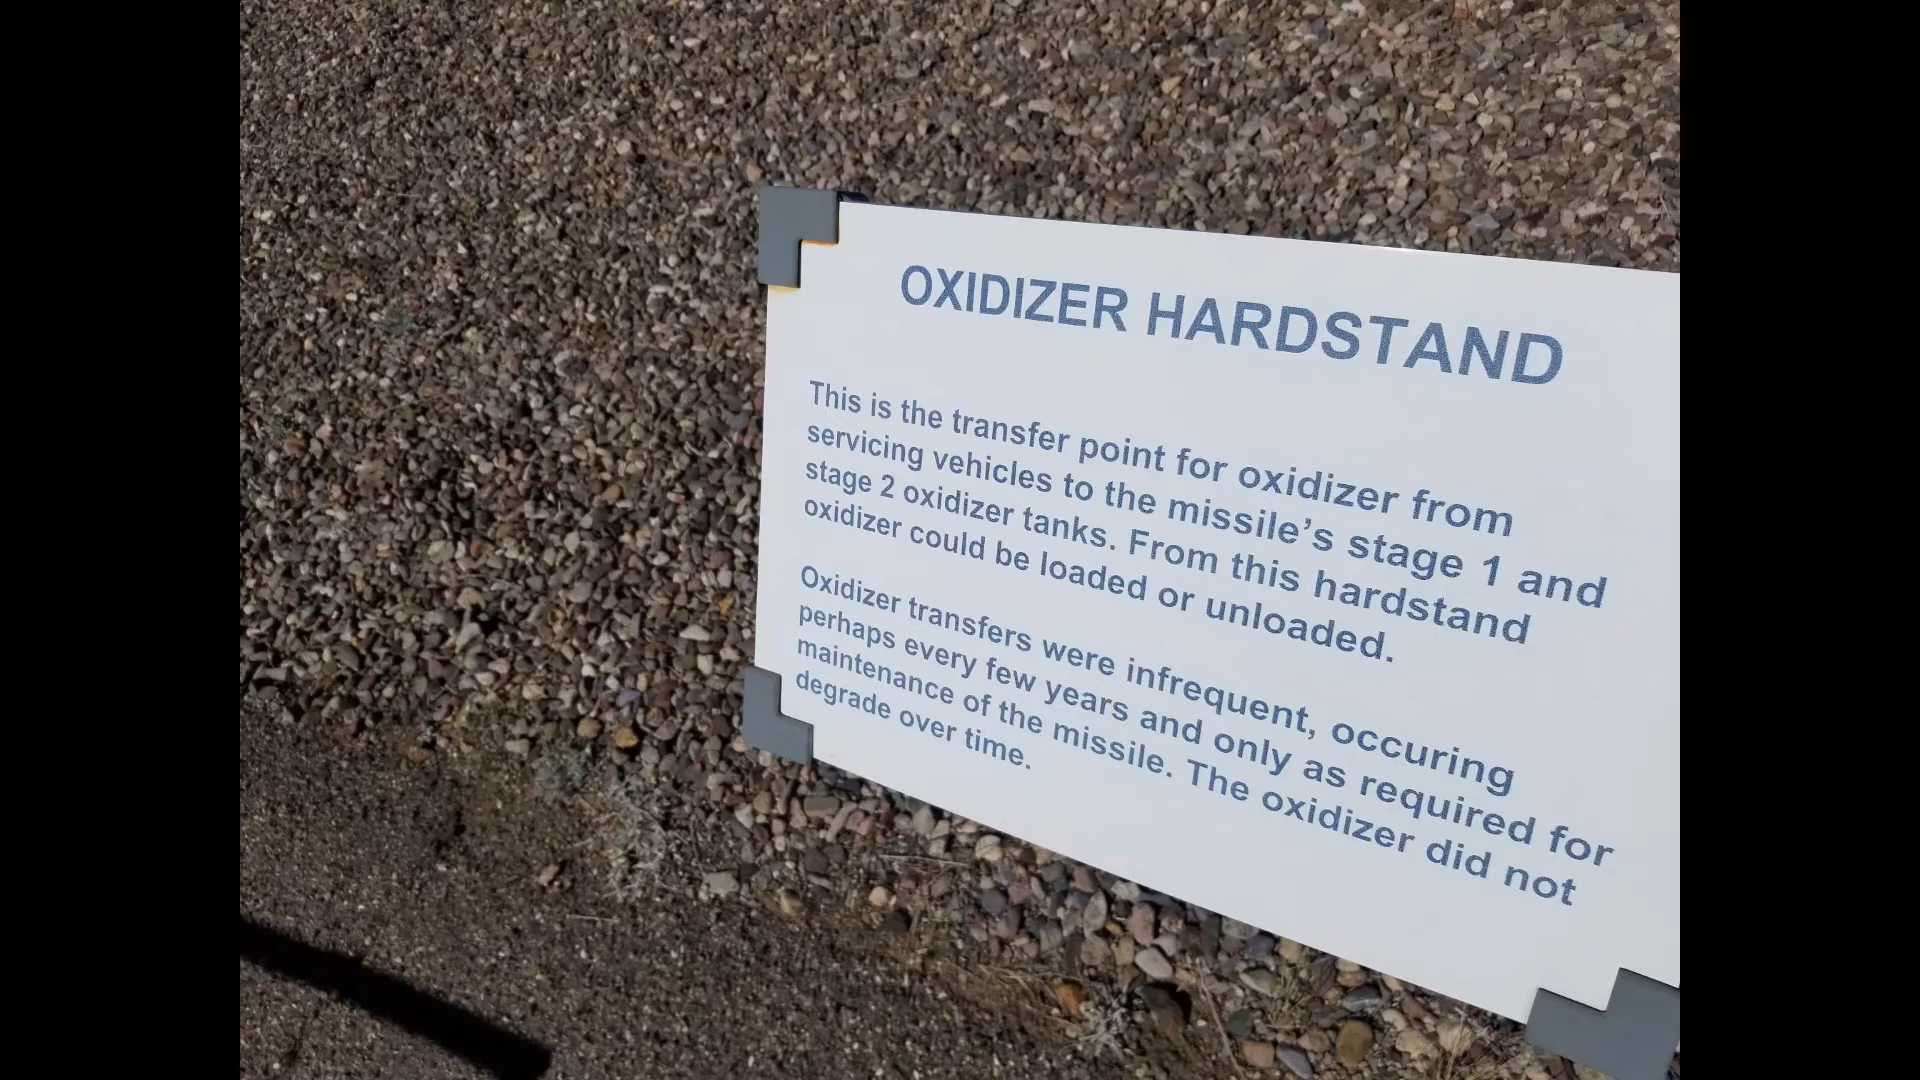 OXIDIZER HARDSTAND
This is the transfer point for oxidizer from
servicing vehicles to the missile’s stage 1 and
stage 2 oxidizer tanks. From this hardstand
oxidizer could be loaded or unloaded.
Oxidizer transfers were infrequent, occuring
perhaps every few years and only as required for
maintenance of the missile. The oxidizer did not
degrade over time.